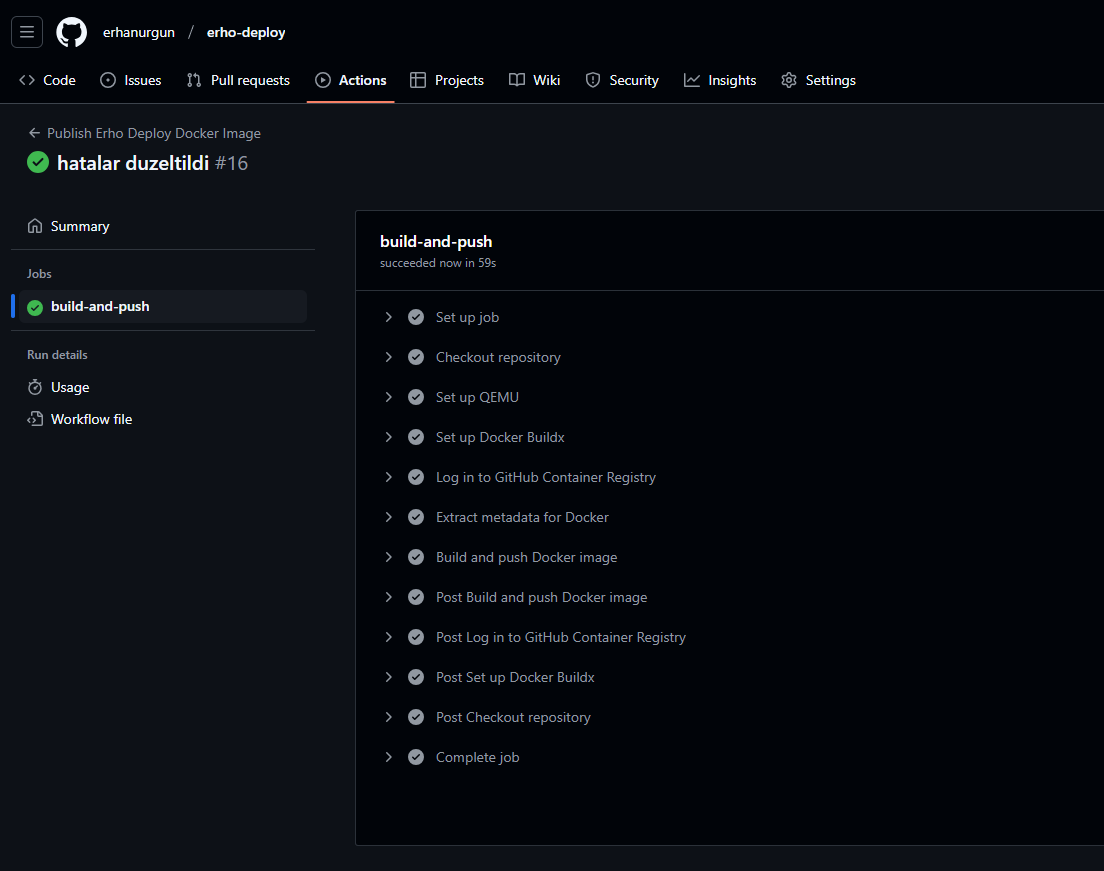 erhanurgun / erho-deploy
Code Issues Pull requests Actions Projects Wiki Security Insights Settings
Publish Erho Deploy Docker Image
hatalar duzeltildi #16
Summary
Jobs
build-and-push
Run details
Usage
Workflow file
build-and-push
succeeded now in 59s
Set up job
Checkout repository
Set up QEMU
Set up Docker Buildx
Log in to GitHub Container Registry
Extract metadata for Docker
Build and push Docker image
Post Build and push Docker image
Post Log in to GitHub Container Registry
Post Set up Docker Buildx
Post Checkout repository
Complete job